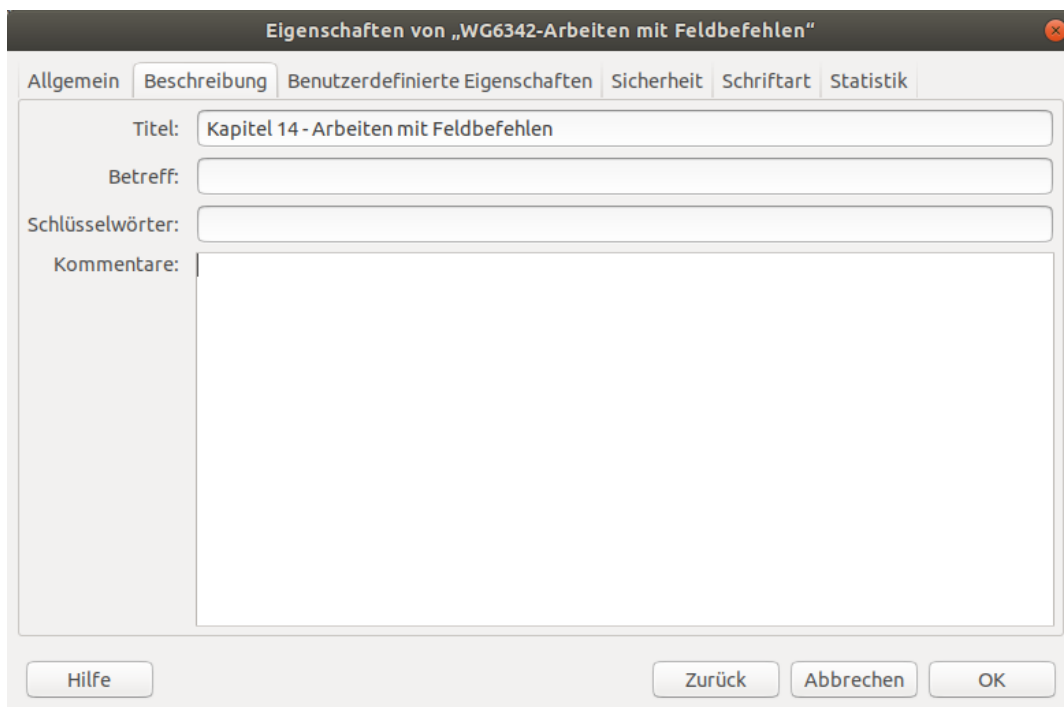 Eigenschaften von „WG6342-Arbeiten mit Feldbefehlen“
Allgemein Beschreibung Benutzerdefinierte Eigenschaften Sicherheit Schriftart Statistik
Titel: Kapitel 14 - Arbeiten mit Feldbefehlen
Betreff:
Schlüsselwörter:
Kommentare:
Hilfe Zurück Abbrechen OK